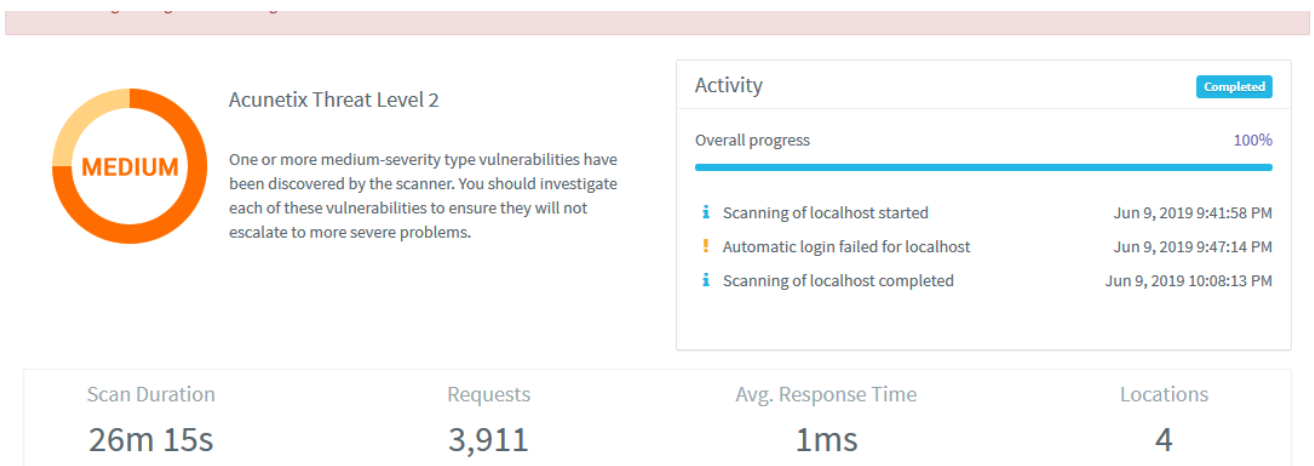 Acunetix Threat Level 2
MEDIUM
One or more medium-severity type vulnerabilities have
been discovered by the scanner. You should investigate
each of these vulnerabilities to ensure they will not
escalate to more severe problems.
Activity
Completed
Overall progress 100%
Scanning of localhost started Jun 9, 2019 9:41:58 PM
Automatic login failed for localhost Jun 9, 2019 9:47:14 PM
Scanning of localhost completed Jun 9, 2019 10:08:13 PM
Scan Duration Requests Avg. Response Time Locations
26m 15s 3,911 1ms 4